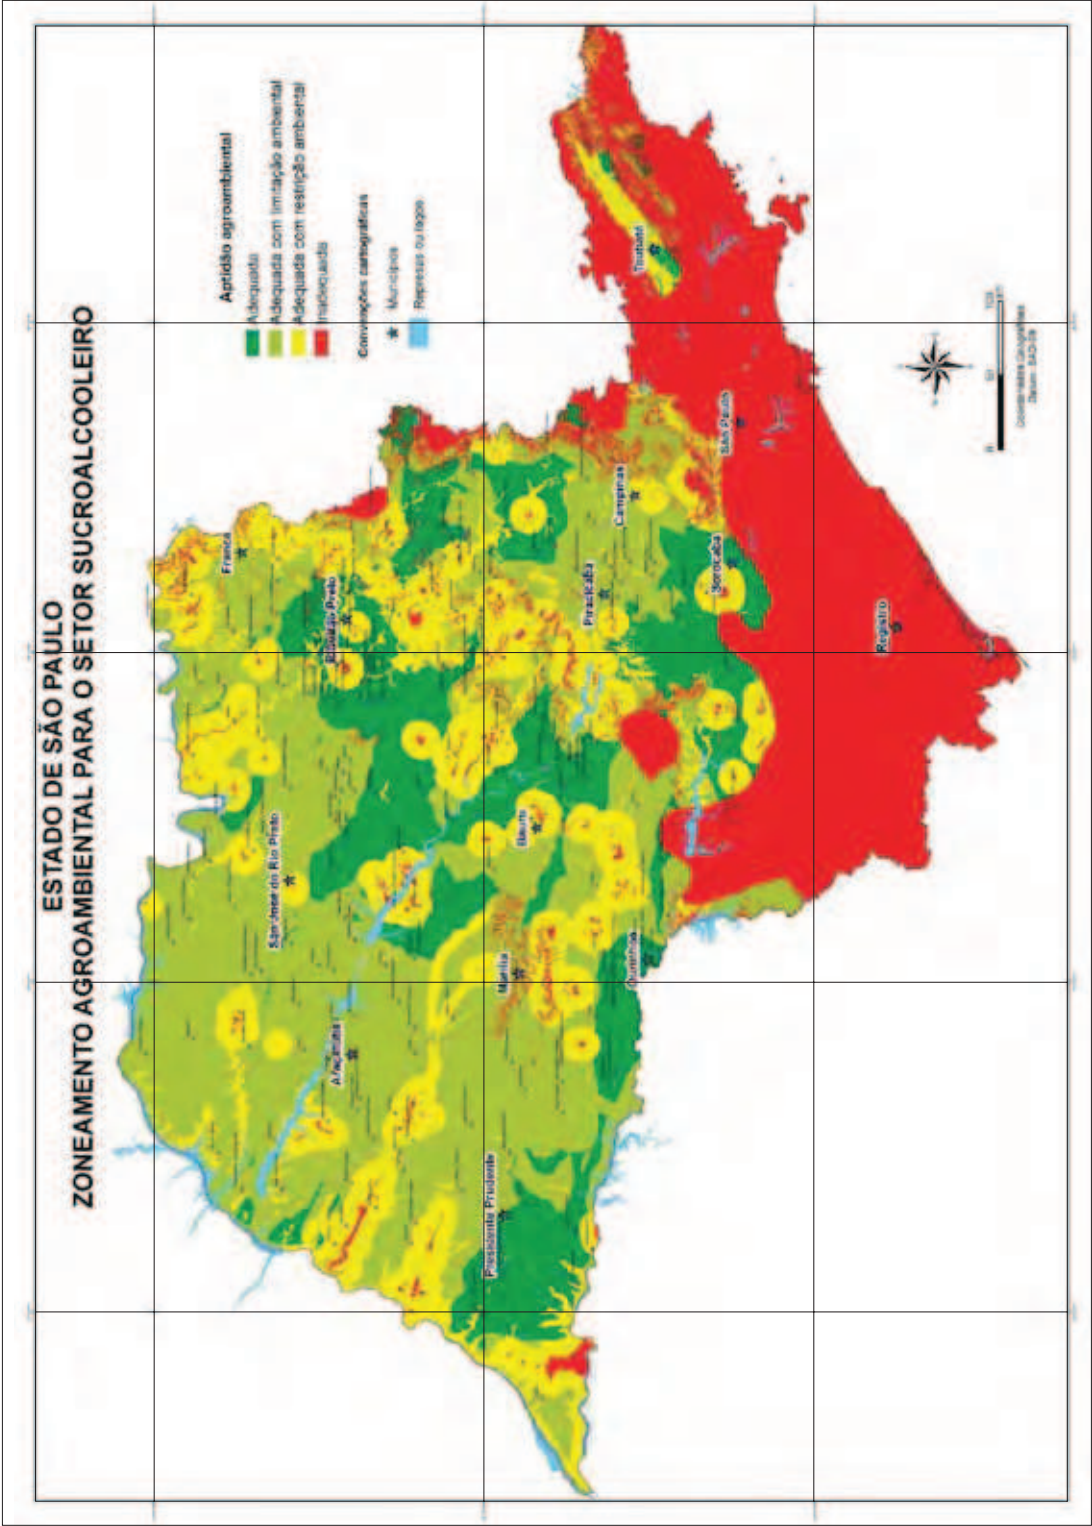 ESTADO DE SÃO PAULO
ZONEAMENTO AGROAMBIENTAL PARA O SETOR SUCROALCOOLEIRO
Aptidão agroambiental
Adequada
Adequada com limitação ambiental
Adequada com restrição ambiental
Inadequada
Convenções cartográficas
Municípios
Represas ou lagos
Franca
Ribeirão Preto
São José do Rio Preto
Araçatuba
Presidente Prudente
Marília
Bauru
Ourinhos
Piracicaba
Campinas
Sorocaba
São Paulo
Taubaté
Registro
0
50